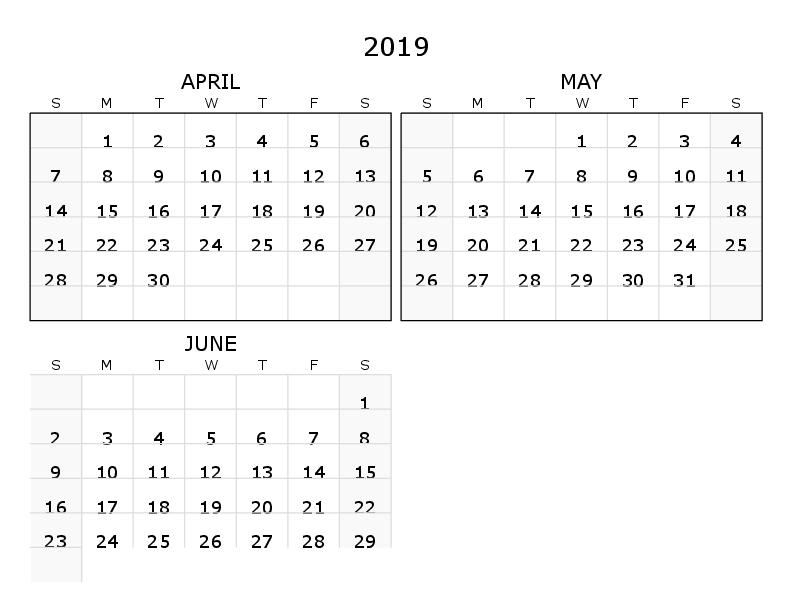 2019
APRIL
S M T W T F S
1 2 3 4 5 6
7 8 9 10 11 12 13
14 15 16 17 18 19 20
21 22 23 24 25 26 27
28 29 30
MAY
S M T W T F S
1 2 3 4
5 6 7 8 9 10 11
12 13 14 15 16 17 18
19 20 21 22 23 24 25
26 27 28 29 30 31
JUNE
S M T W T F S
1
2 3 4 5 6 7 8
9 10 11 12 13 14 15
16 17 18 19 20 21 22
23 24 25 26 27 28 29